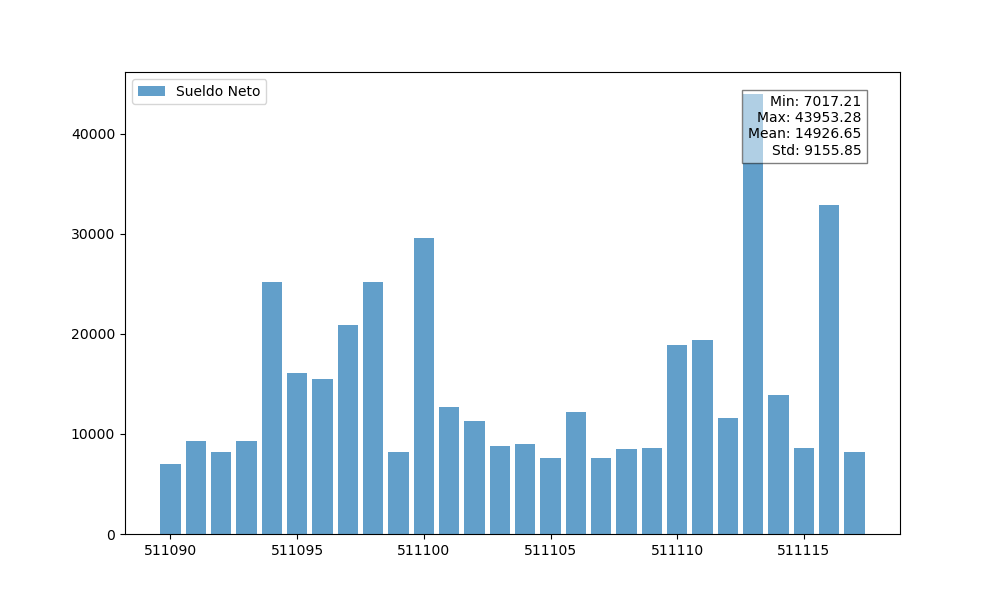 Sueldo Neto
Min: 7017.21
Max: 43953.28
Mean: 14926.65
Std: 9155.85
40000
30000
20000
10000
0
511090 511095 511100 511105 511110 511115